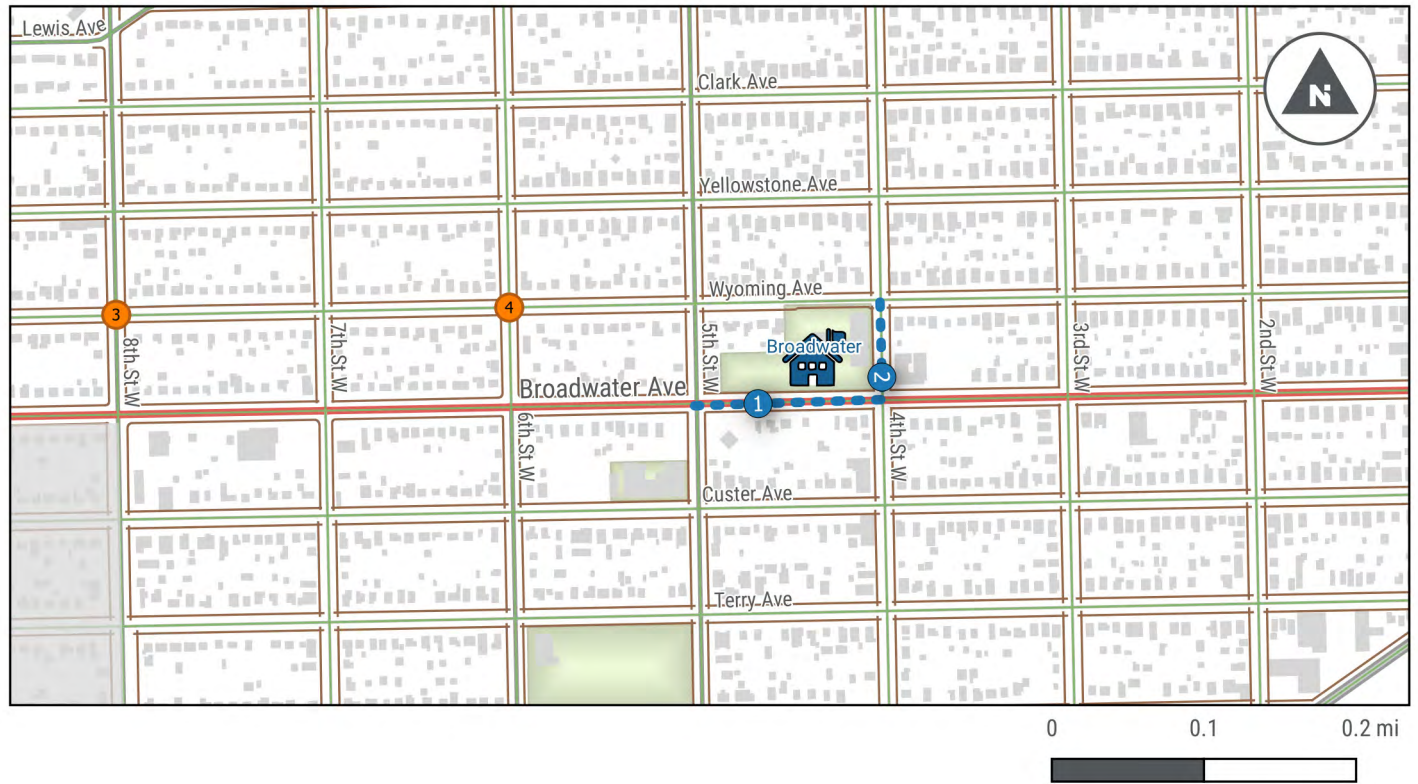 Lewis Ave
Clark Ave
N
Yellowstone Ave
Wyoming Ave
3
4
8th St W
7th St W
5th St W
Broadwater
3rd St W
2nd St W
2
Broadwater Ave
1
6th St W
4th St W
Custer Ave
Terry Ave
0 0.1 0.2 mi